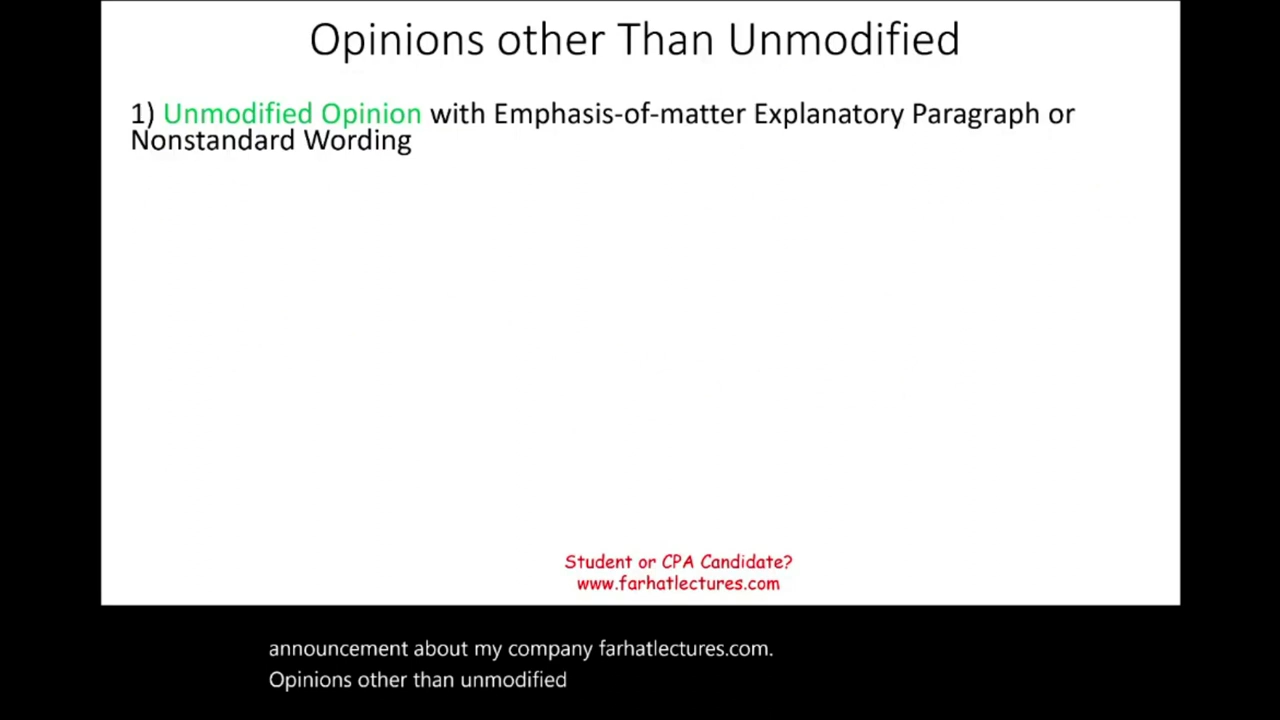 Opinions other Than Unmodified
1) Unmodified Opinion with Emphasis-of-matter Explanatory Paragraph or
Nonstandard Wording
Student or CPA Candidate?
www.farhatlectures.com
announcement about my company farhatlectures.com.
Opinions other than unmodified